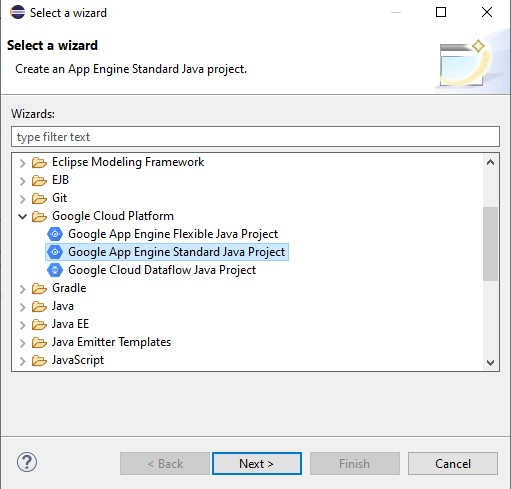 Select a wizard
Select a wizard
Create an App Engine Standard Java project.
Wizards:
type filter text
Eclipse Modeling Framework
EJB
Git
Google Cloud Platform
Google App Engine Flexible Java Project
Google App Engine Standard Java Project
Google Cloud Dataflow Java Project
Gradle
Java
Java EE
Java Emitter Templates
JavaScript
?
< Back
Next >
Finish
Cancel